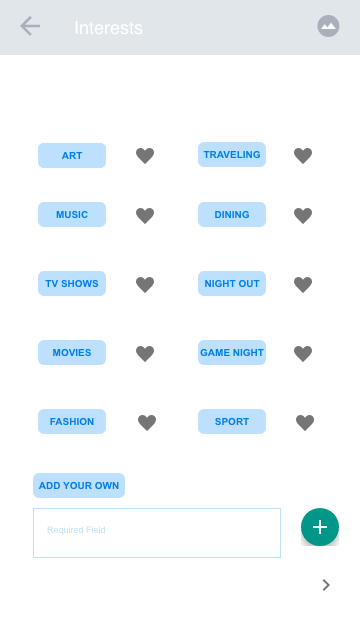 Interests
ART
TRAVELING
MUSIC
DINING
TV SHOWS
NIGHT OUT
MOVIES
GAME NIGHT
FASHION
SPORT
ADD YOUR OWN
Required Field